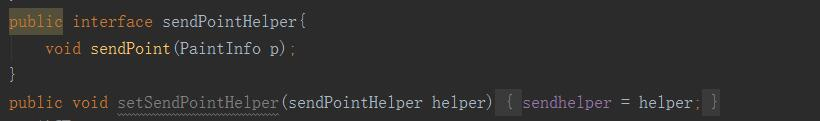 public interface sendPointHelper{
    void sendPoint(PaintInfo p);
}
public void setSendPointHelper(sendPointHelper helper) { sendhelper = helper; }